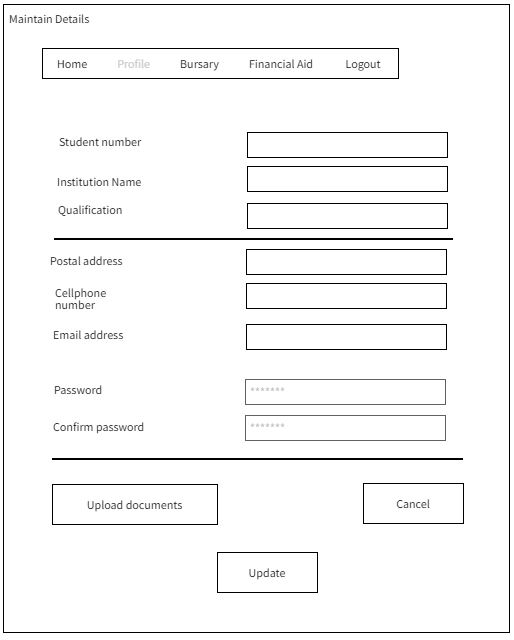 Maintain Details
Home Profile Bursary Financial Aid Logout
Student number
Institution Name
Qualification
Postal address
Cellphone
number
Email address
Password *******
Confirm password *******
Upload documents Cancel
Update